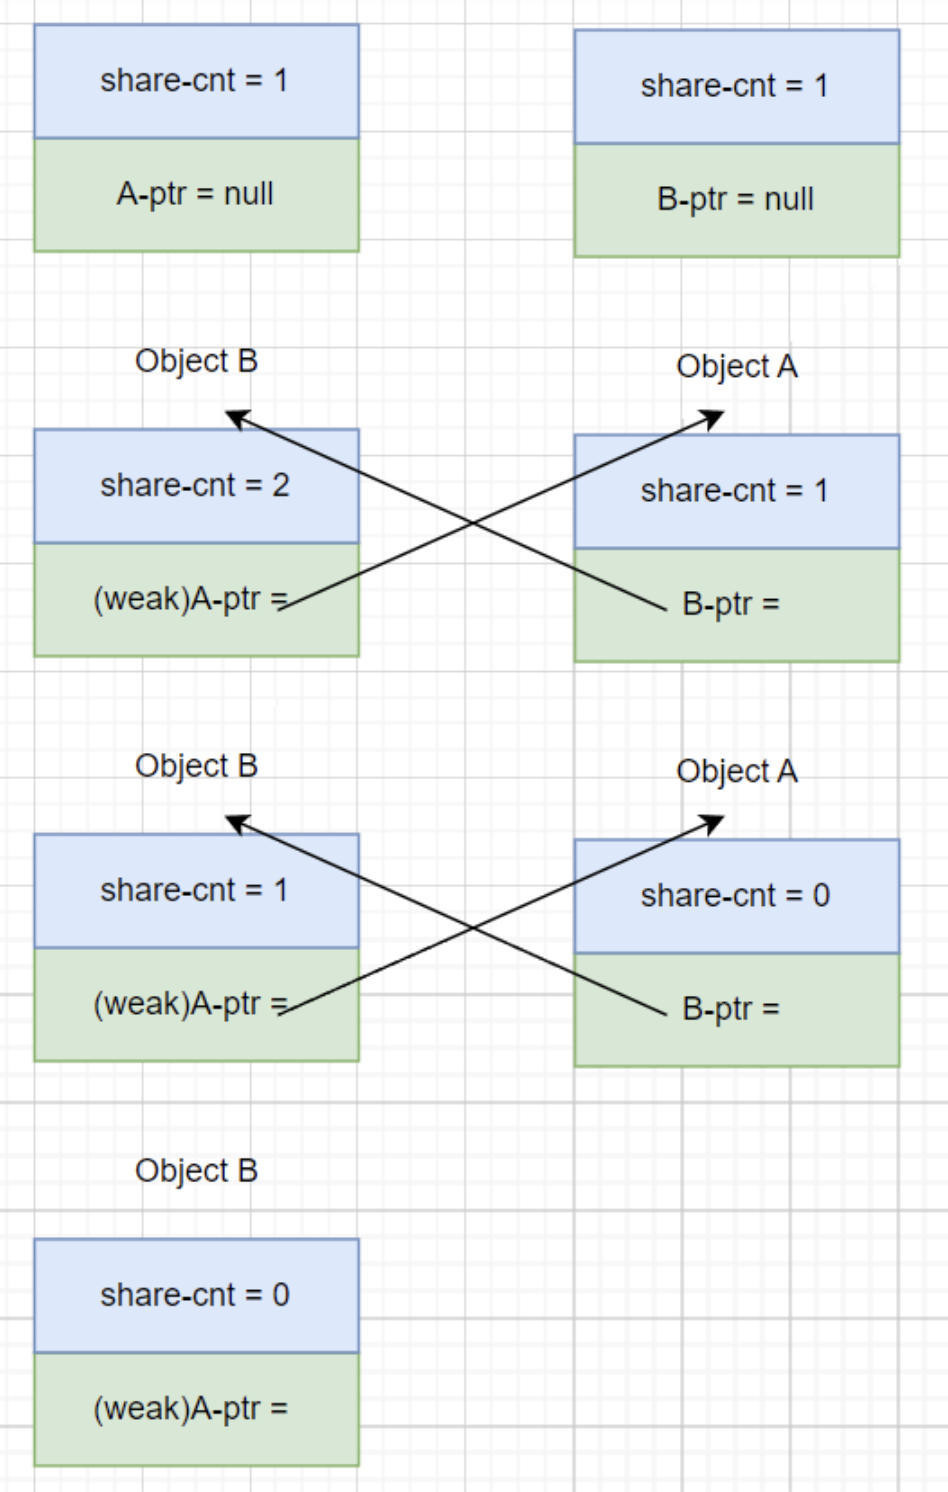 share-cnt = 1
share-cnt = 1
A-ptr = null
B-ptr = null
Object B
Object A
share-cnt = 2
share-cnt = 1
(weak)A-ptr =
B-ptr =
Object B
Object A
share-cnt = 1
share-cnt = 0
(weak)A-ptr =
B-ptr =
Object B
share-cnt = 0
(weak)A-ptr =